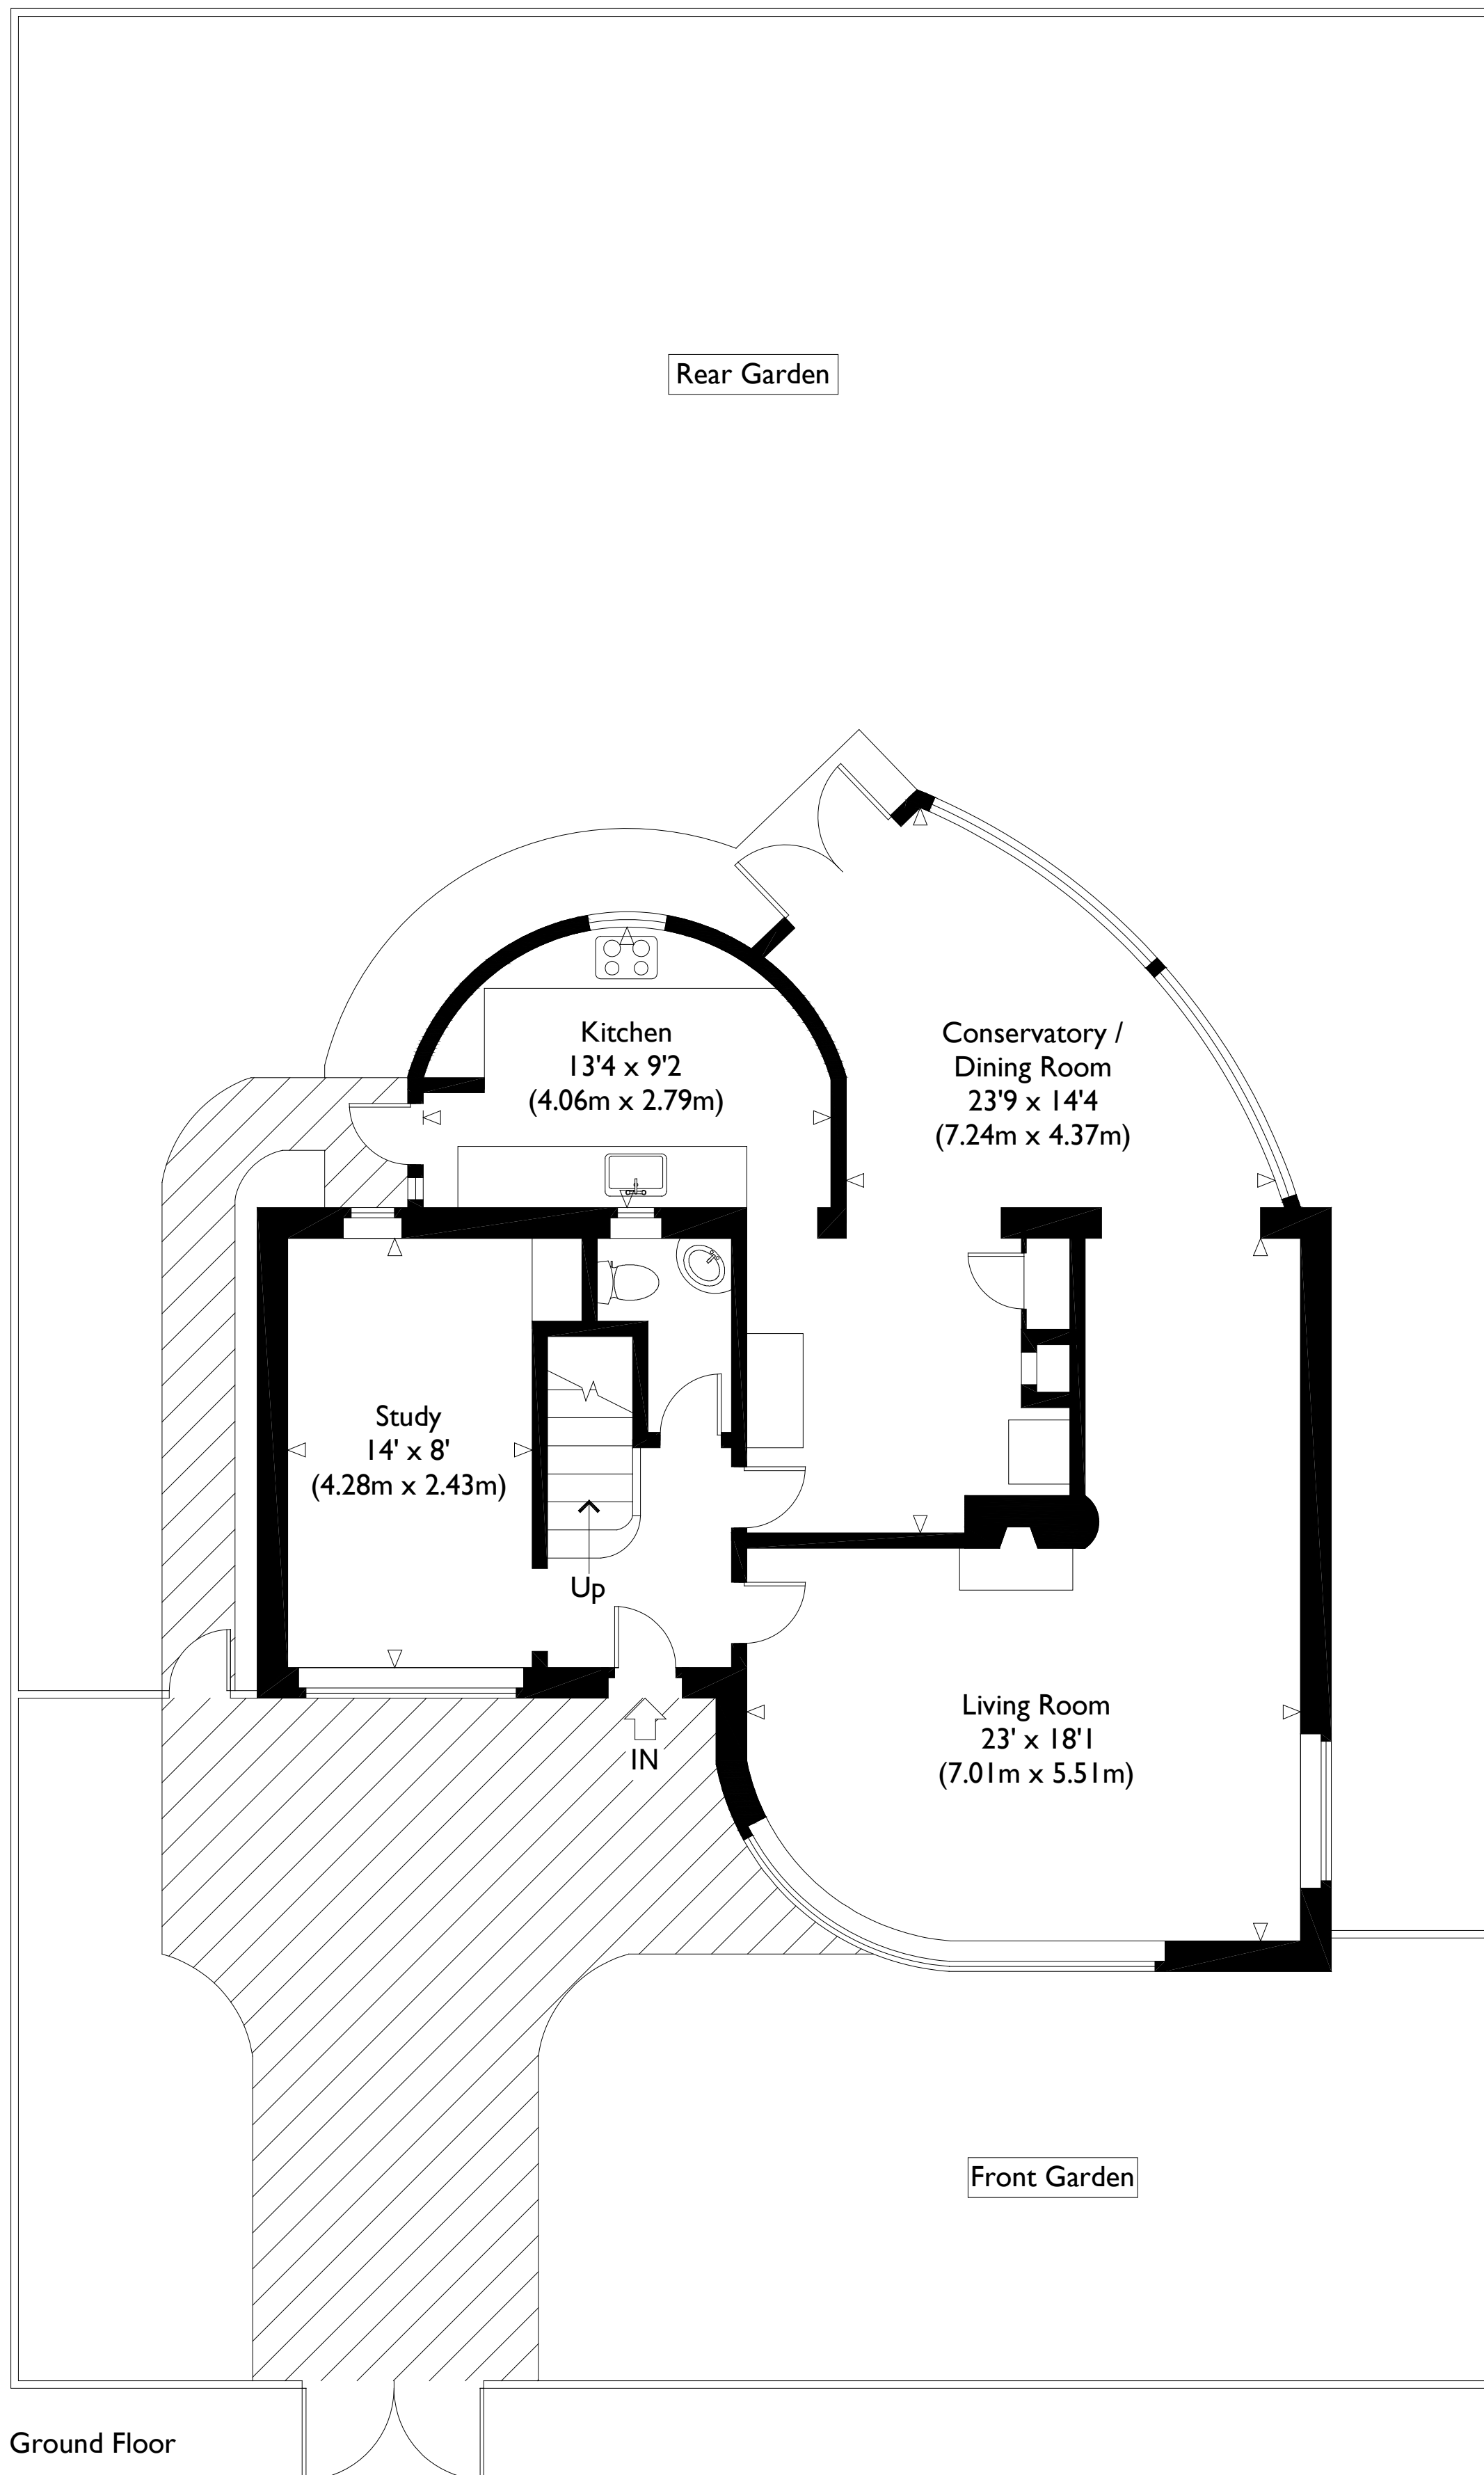 Rear Garden
Kitchen
13'4 x 9'2
(4.06m x 2.79m)
Conservatory /
Dining Room
23'9 x 14'4
(7.24m x 4.37m)
Study
14' x 8'
(4.28m x 2.43m)
Up
IN
Living Room
23' x 18'1
(7.01m x 5.51m)
Front Garden
Ground Floor